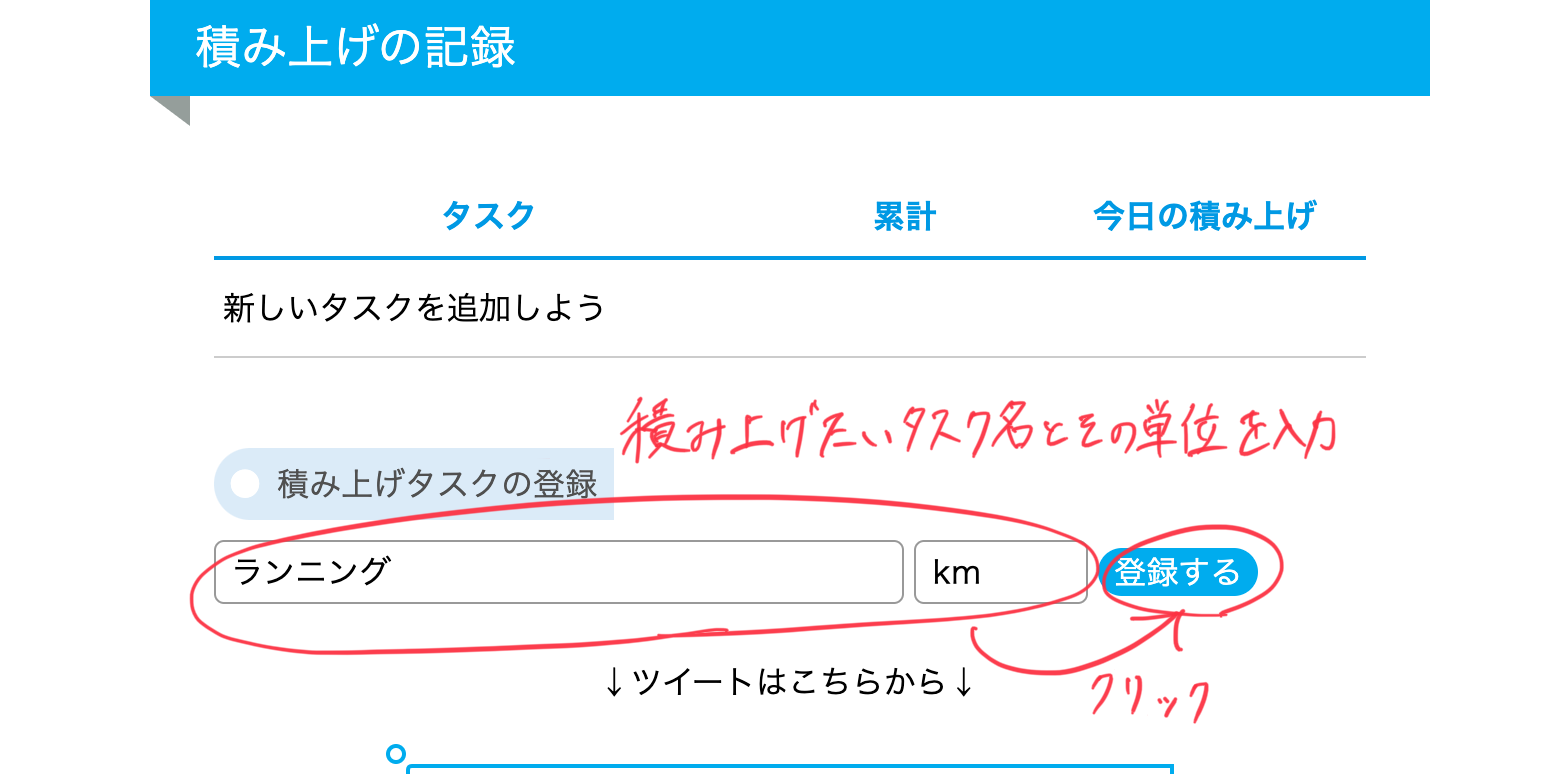 積み上げの記録
タスク 累計 今日の積み上げ
新しいタスクを追加しよう
積み上げたいタスク名とその単位を入力
積み上げタスクの登録
ランニング km 登録する
↓ツイートはこちらから↓
クリック